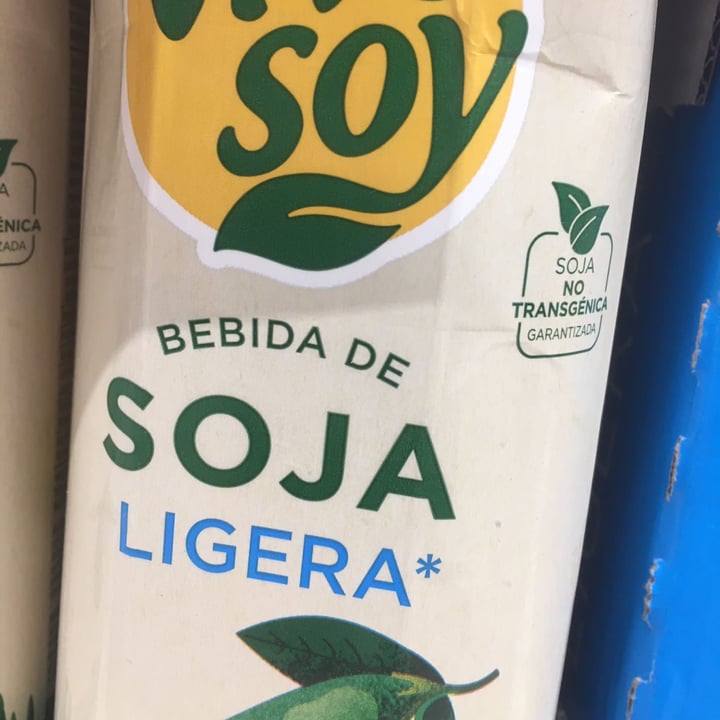 soy
BEBIDA DE
SOJA
LIGERA*
SOJA
NO
TRANSGÉNICA
GARANTIZADA